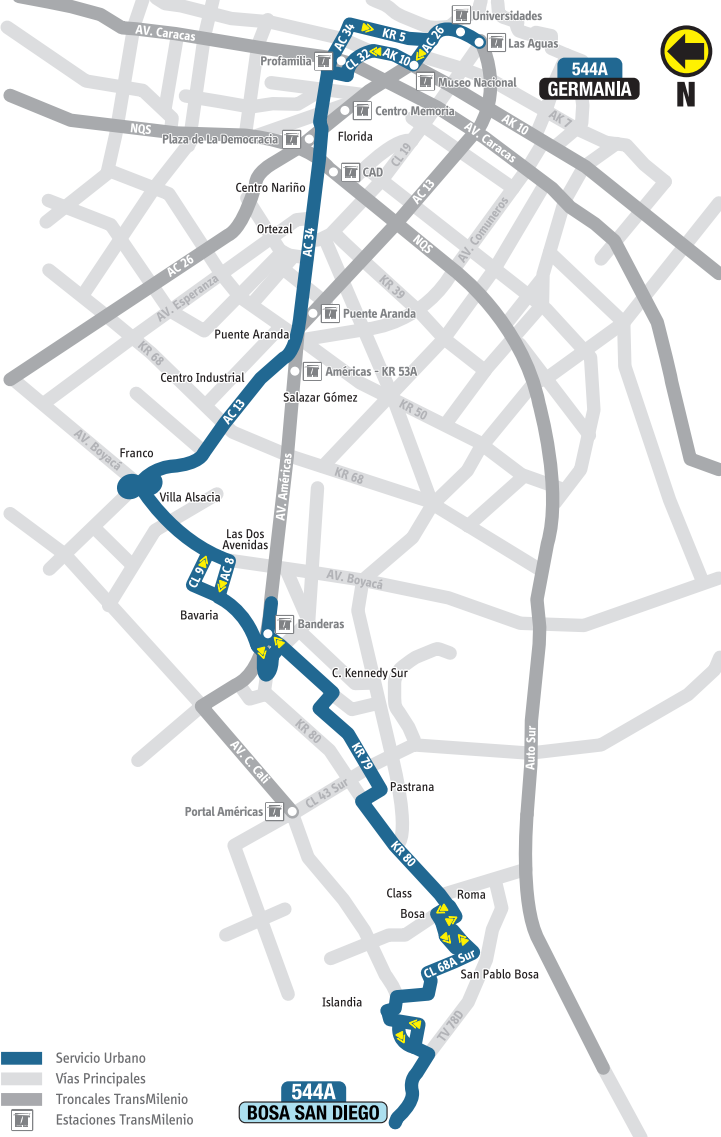 Universidades
Las Aguas
AV. Caracas
AC 34
KR 5
AC 26
AK 10
CL 32
Profamilia
Museo Nacional
544A
GERMANIA
N
Centro Memoria
NQS
Plaza de La Democracia
Florida
AK 10
AK 7
AV. Caracas
CL 19
CAD
Centro Nariño
AC 13
AV. Comuneros
Ortezal
AC 34
NQS
AC 26
AV. Esperanza
KR 39
Puente Aranda
Puente Aranda
KR 68
Centro Industrial
Américas - KR 53A
Salazar Gómez
AC 13
KR 50
AV. Boyacá
Franco
KR 68
Villa Alsacia
AV. Américas
Las Dos
Avenidas
CL 9
AC 8
AV. Boyacá
Bavaria
Banderas
C. Kennedy Sur
KR 80
KR 79
AV. C. Cali
Auto Sur
CL 43 Sur
Pastrana
Portal Américas
KR 80
Class
Roma
Bosa
CL 68A Sur
San Pablo Bosa
Islandia
TV 78D
Servicio Urbano
Vías Principales
Troncales TransMilenio
Estaciones TransMilenio
544A
BOSA SAN DIEGO